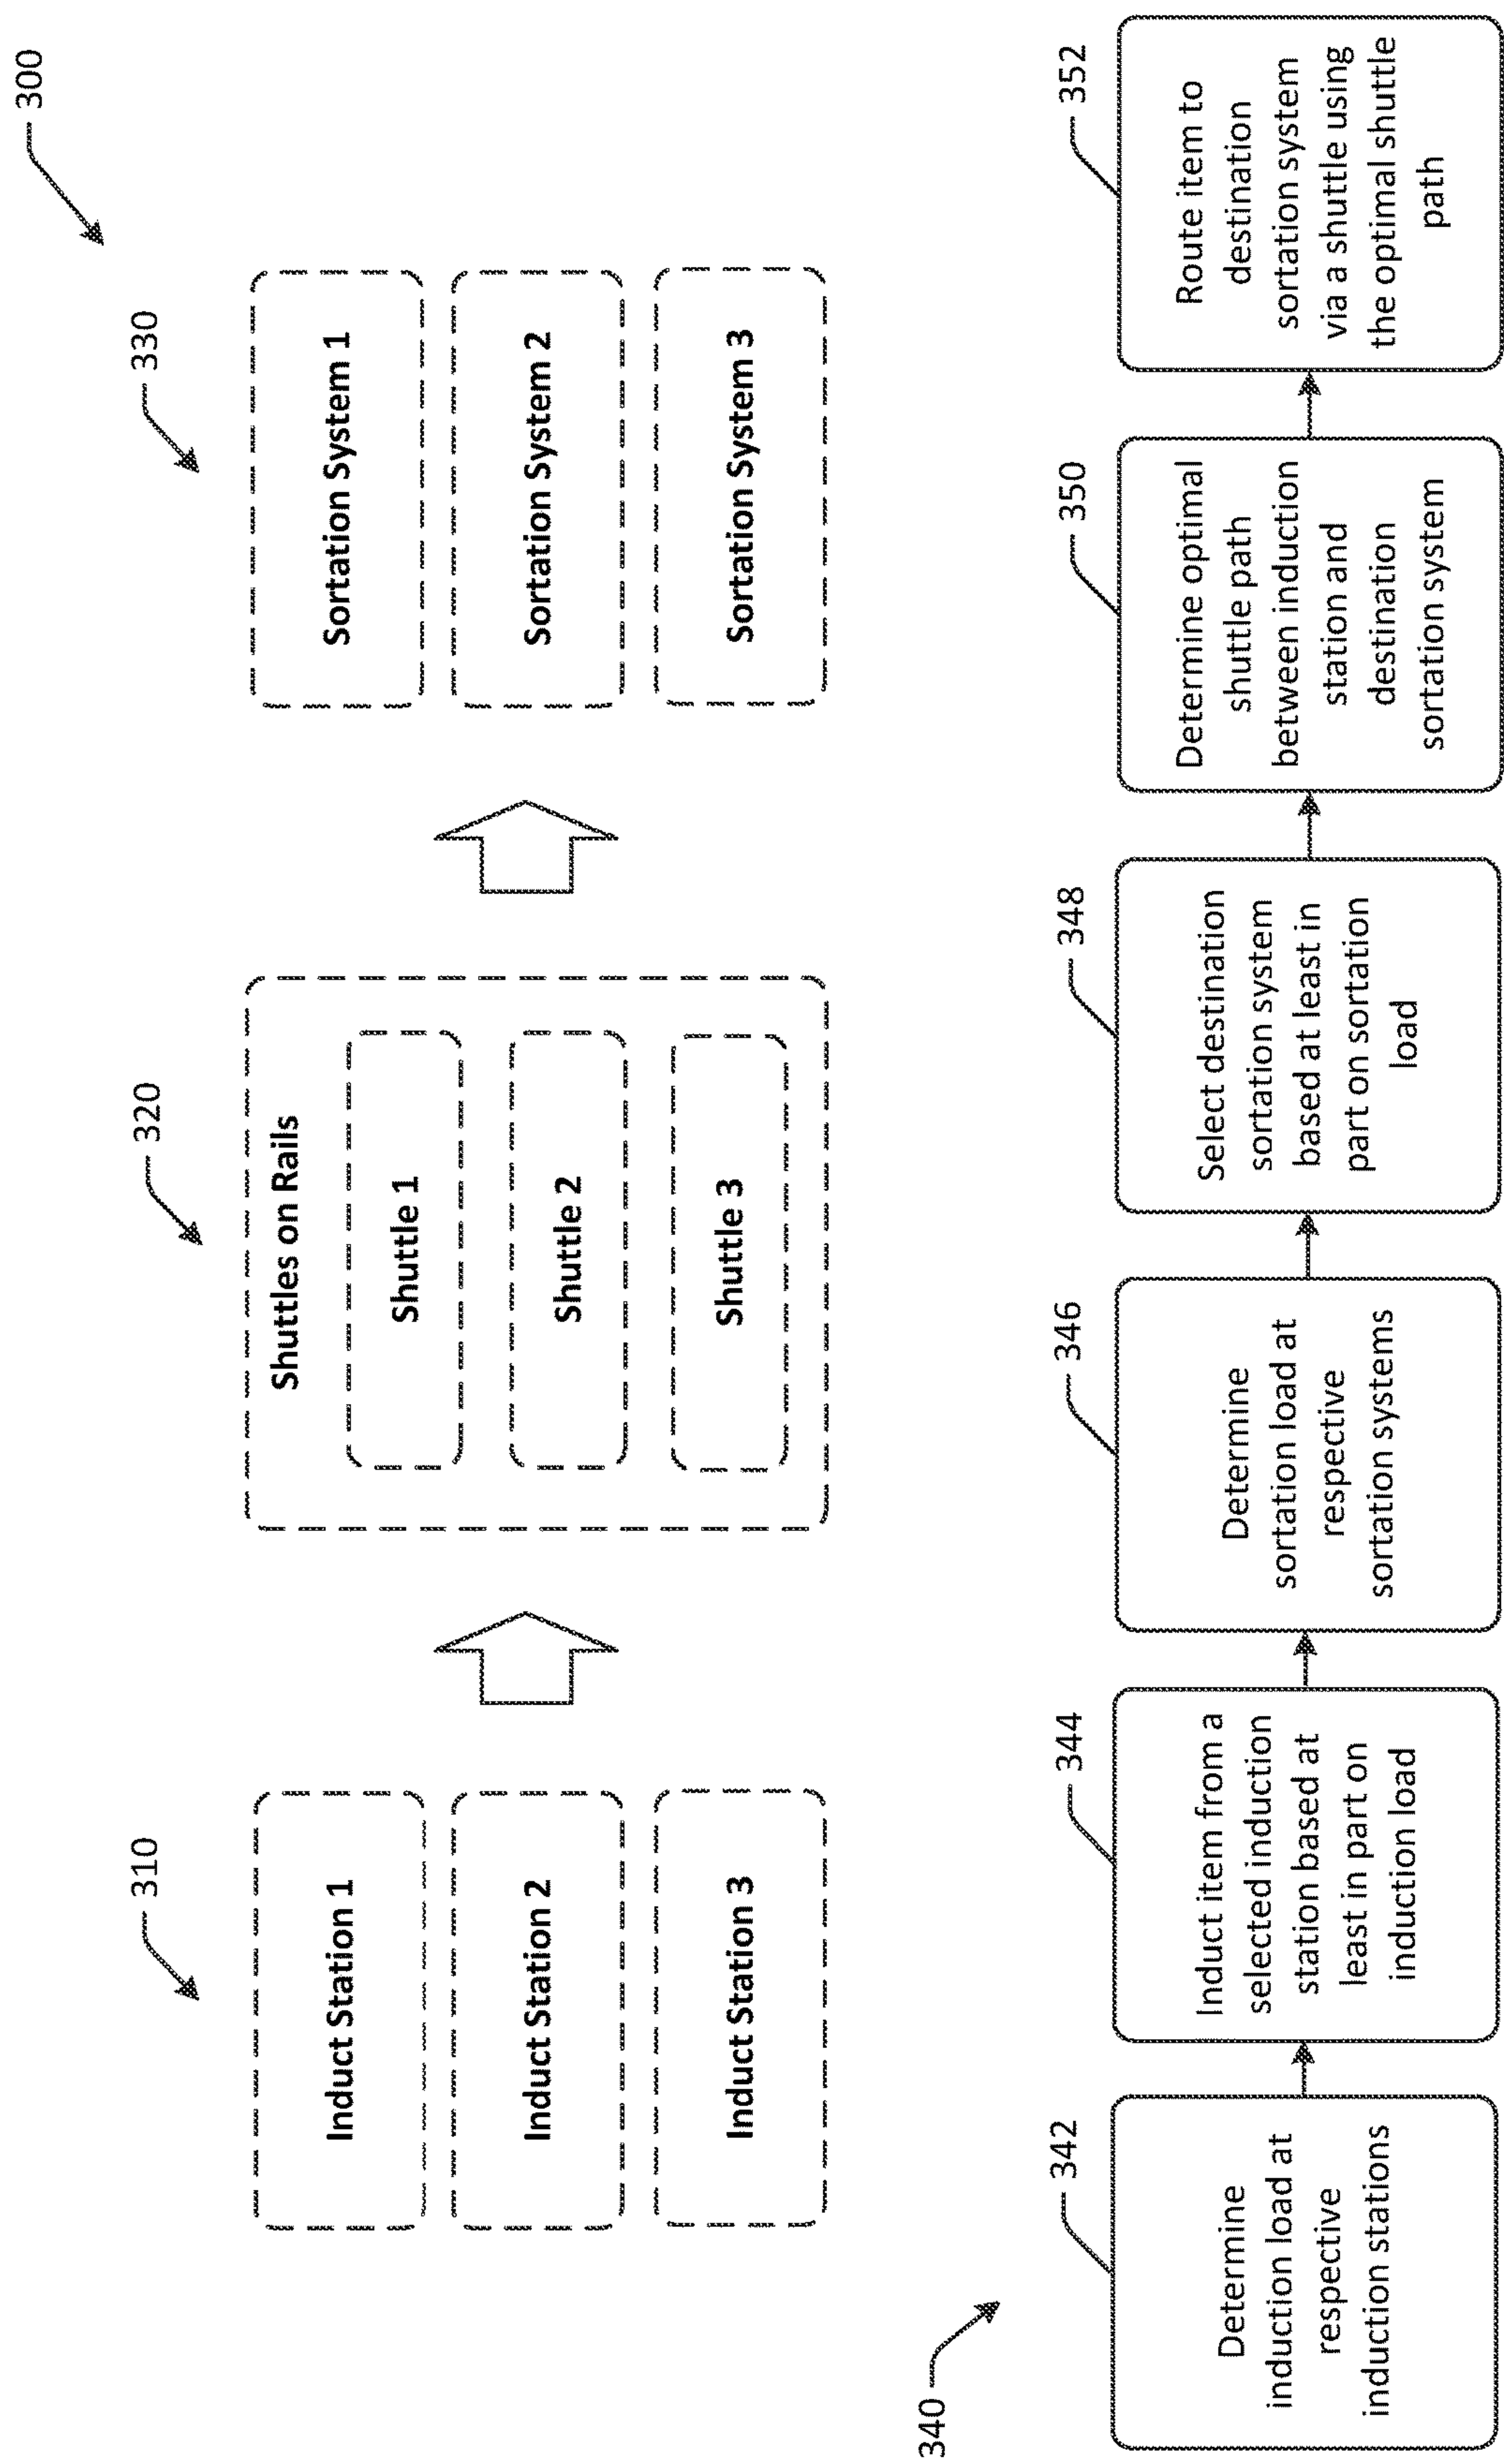 300
310
Induct Station 1
Induct Station 2
Induct Station 3
320
Shuttles on Rails
Shuttle 1
Shuttle 2
Shuttle 3
330
Sortation System 1
Sortation System 2
Sortation System 3
340
342
Determine
induction load at
respective
induction stations
344
Induct item from a
selected induction
station based at
least in part on
induction load
346
Determine
sortation load at
respective
sortation systems
348
Select destination
sortation system
based at least in
part on sortation
load
350
Determine optimal
shuttle path
between induction
station and
destination
sortation system
352
Route item to
destination
sortation system
via a shuttle using
the optimal shuttle
path